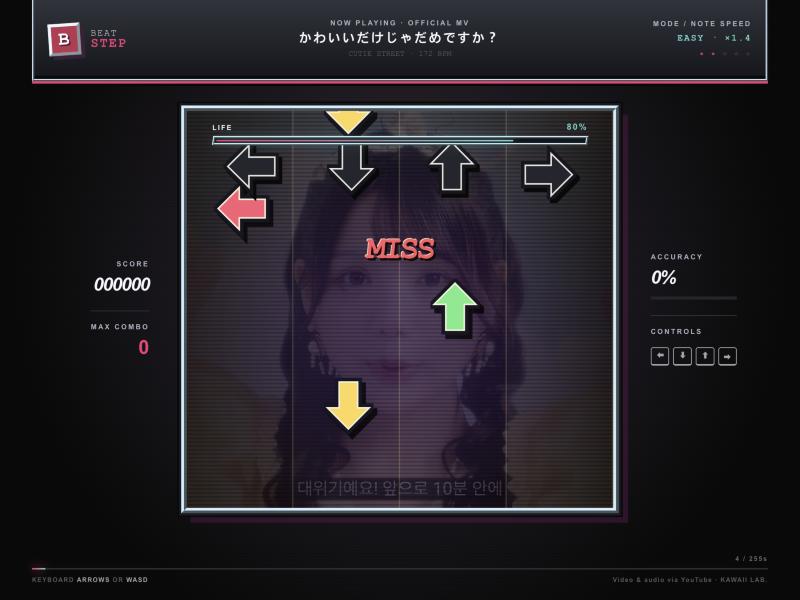 B
BEAT
STEP
NOW PLAYING · OFFICIAL MV
かわいいだけじゃだめですか？
CUTIE STREET · 172 BPM
MODE / NOTE SPEED
EASY · ×1.4
LIFE
80%
MISS
SCORE
000000
MAX COMBO
0
ACCURACY
0%
CONTROLS
대위기예요! 앞으로 10분 안에
4 / 255s
KEYBOARD ARROWS OR WASD
Video & audio via YouTube · KAWAII LAB.